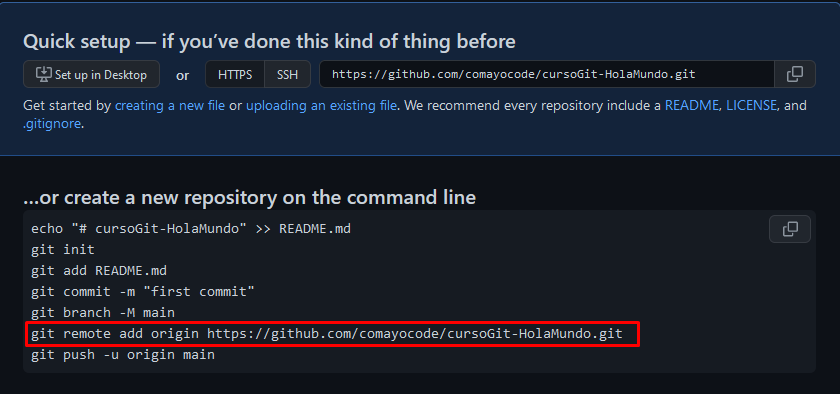 Quick setup — if you’ve done this kind of thing before
Set up in Desktop or HTTPS SSH https://github.com/comayocode/cursoGit-HolaMundo.git
Get started by creating a new file or uploading an existing file. We recommend every repository include a README, LICENSE, and
.gitignore.
…or create a new repository on the command line
echo "# cursoGit-HolaMundo" >> README.md
git init
git add README.md
git commit -m "first commit"
git branch -M main
git remote add origin https://github.com/comayocode/cursoGit-HolaMundo.git
git push -u origin main